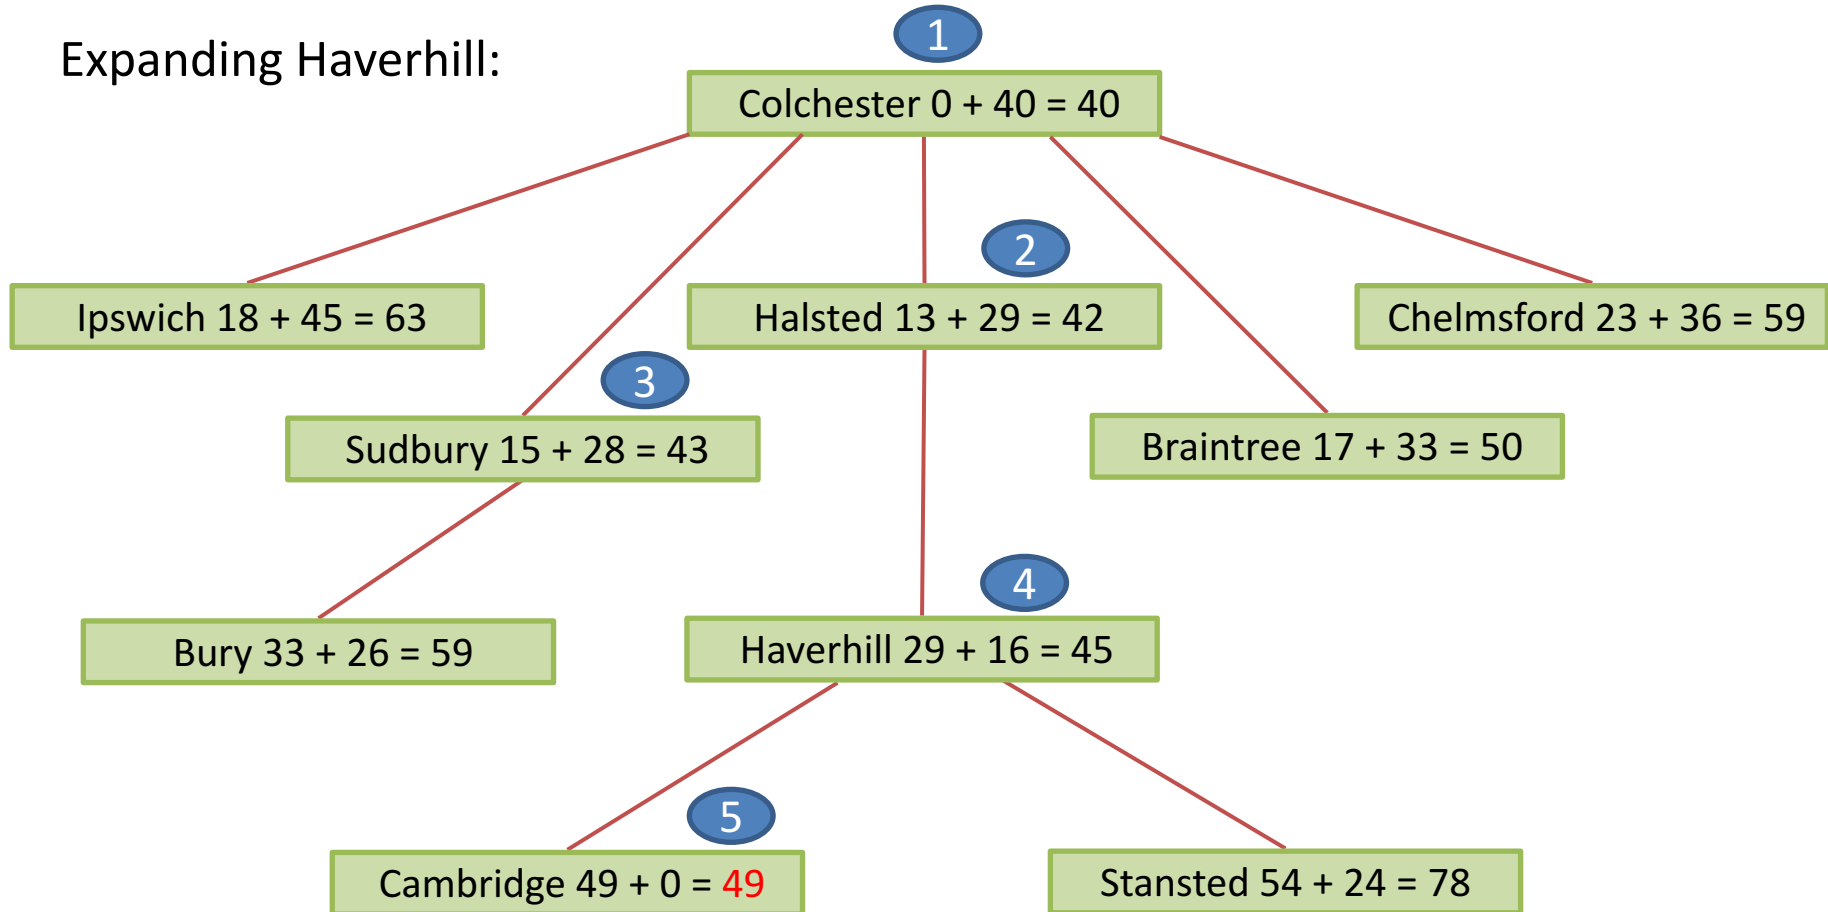 Expanding Haverhill:
1
Colchester 0 + 40 = 40
2
Ipswich 18 + 45 = 63
Halsted 13 + 29 = 42
Chelmsford 23 + 36 = 59
3
Sudbury 15 + 28 = 43
Braintree 17 + 33 = 50
4
Bury 33 + 26 = 59
Haverhill 29 + 16 = 45
5
Cambridge 49 + 0 = 49
Stansted 54 + 24 = 78